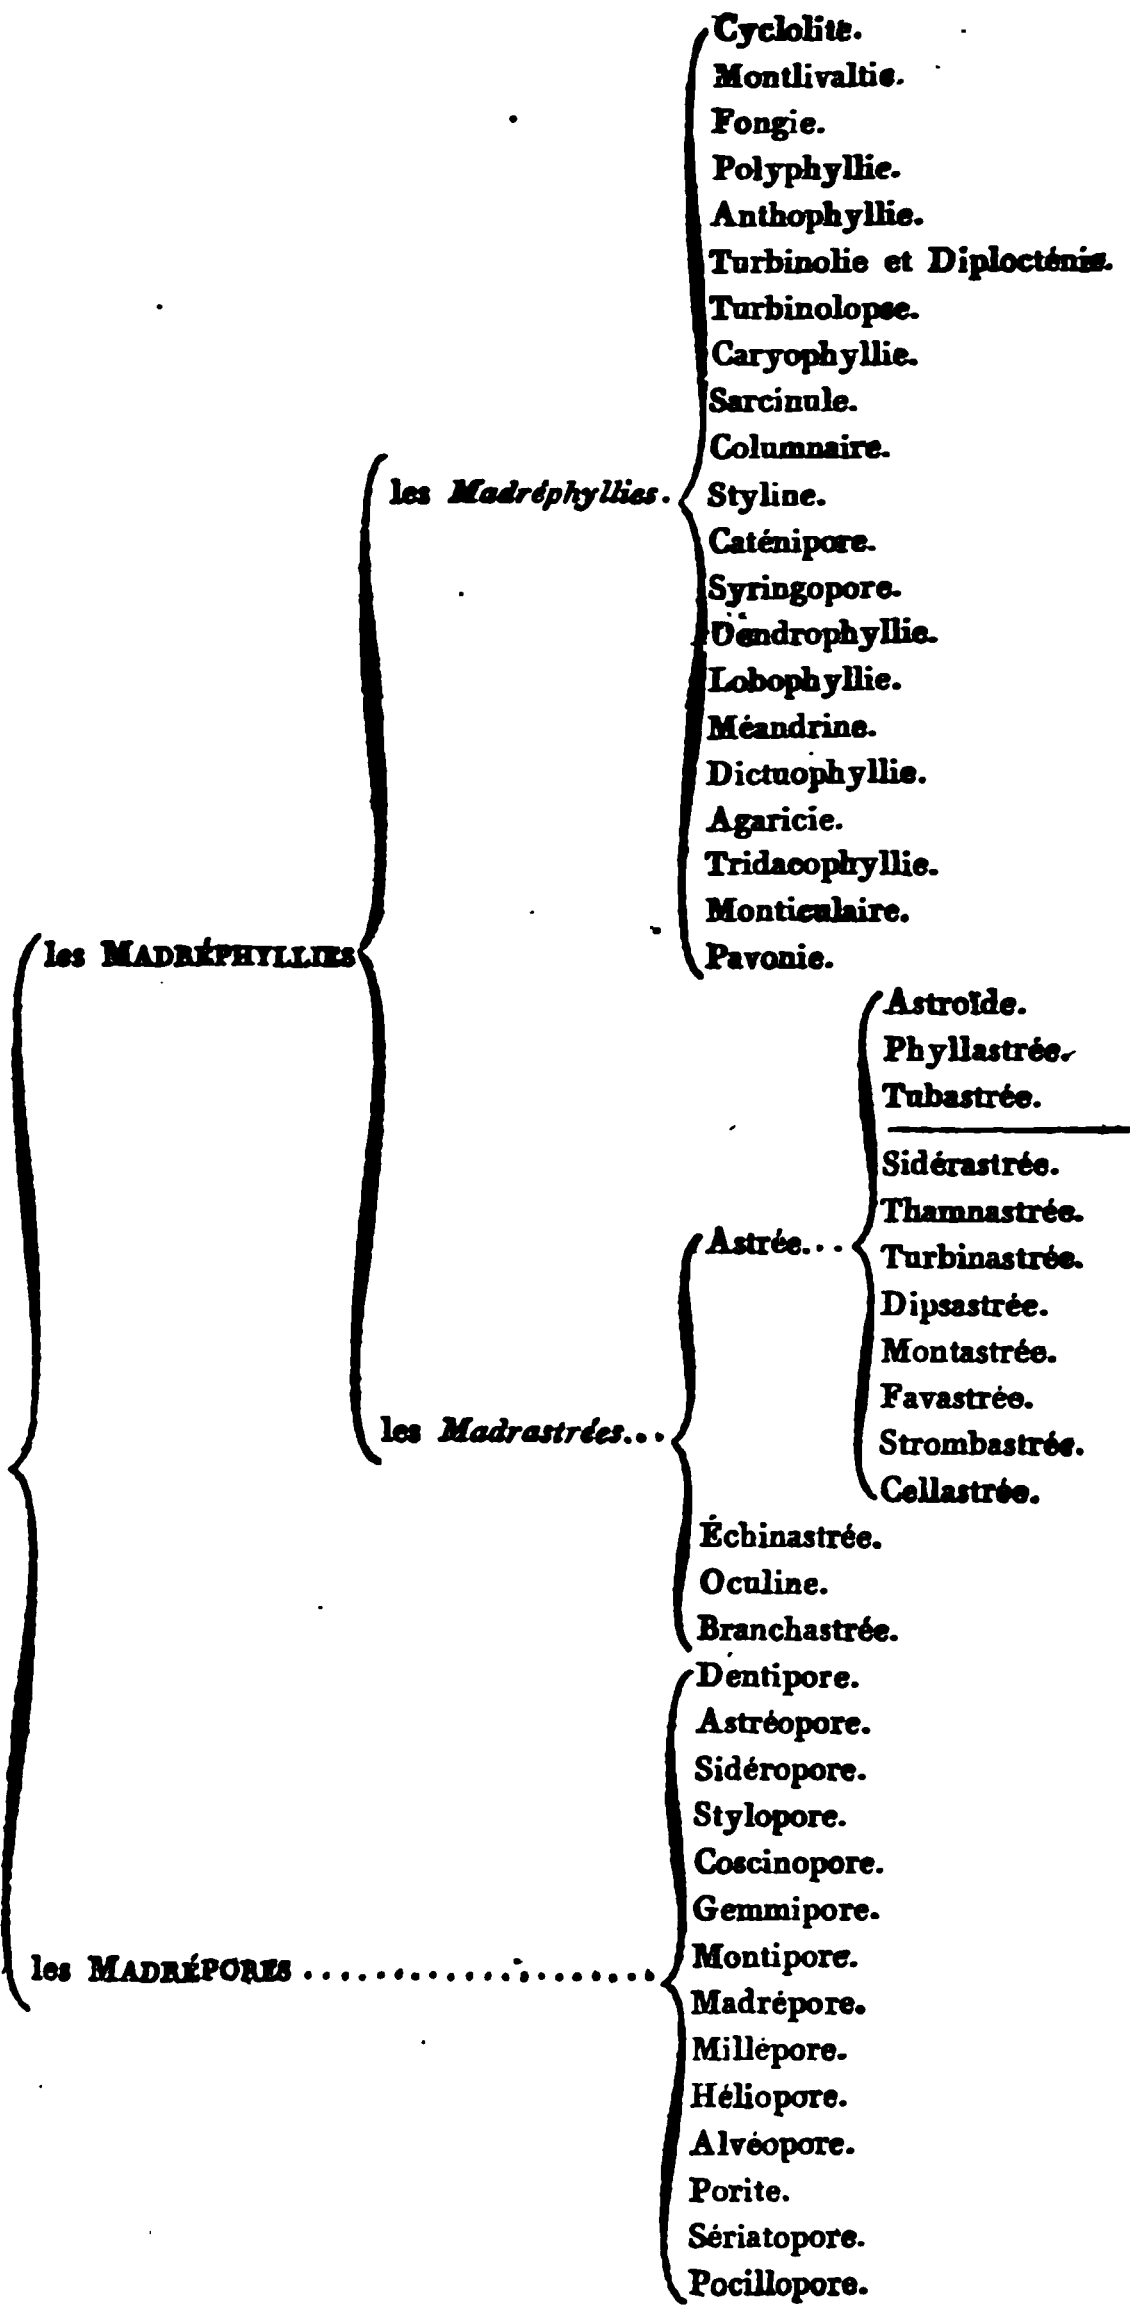 Cyclolite.
Montlivaltie.
Fongie.
Polyphyllie.
Anthophyllie.
Turbinolie et Diplocténie.
Turbinolopse.
Caryophyllie.
Sarcinule.
Columnaire.
les Madréphyllies.
Styline.
Caténipore.
Syringopore.
Dendrophyllie.
Lobophyllie.
Méandrine.
Dictuophyllie.
Agaricie.
Tridacophyllie.
Monticulaire.
les MADRÉPHYLLIES
Pavonie.
Astroïde.
Phyllastrée.
Tubastrée.
Sidérastrée.
Thamnastrée.
Astrée...
Turbinastrée.
Dipsastrée.
Montastrée.
Favastrée.
les Madrastrées...
Strombastrée.
Cellastrée.
Échinastrée.
Oculine.
Branchastrée.
Dentipore.
Astréopore.
Sidéropore.
Stylopore.
Coscinopore.
Gemmipore.
Montipore.
les MADRÉPORES ................
Madrépore.
Millépore.
Héliopore.
Alvéopore.
Porite.
Sériatopore.
Pocillopore.